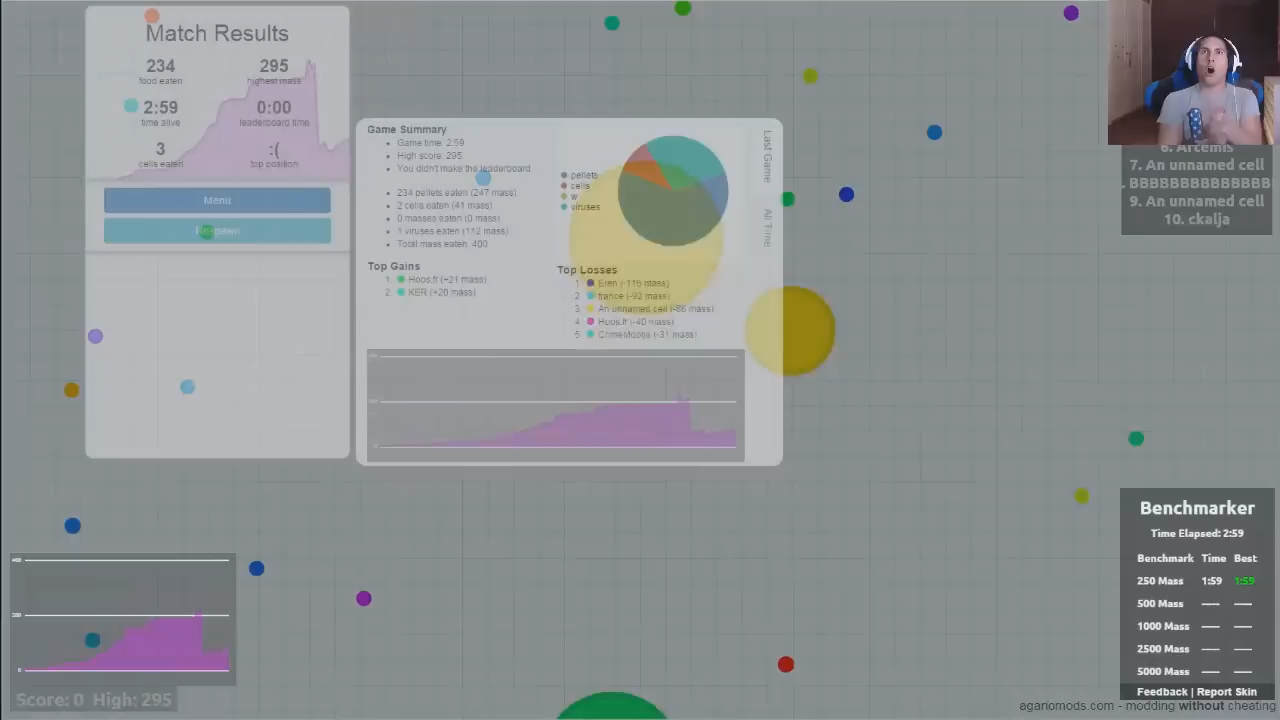 Match Results
234
food eaten
295
highest mass
2:59
time alive
0:00
leaderboard time
3
cells eaten
:(
top position
Menu
Respawn
Game Summary
Game time: 2:59
High score: 295.
You didn't make the leaderboard.
234 pellets eaten (247 mass)
2 cells eaten (41 mass)
0 masses eaten (0 mass)
1 viruses eaten (112 mass)
Total mass eaten: 400
pellets
cells
w
viruses
Last Game
All Time
Top Gains
1. Hoos.fr (+21 mass)
2. KER (+20 mass)
Top Losses
1. Eren (-115 mass)
2. france (-92 mass)
3. An unnamed cell (-86 mass)
4. Hoos.fr (-40 mass)
5. (-31 mass)
6. Artemis
7. An unnamed cell
. BBBBBBBBBBBBBB
9. An unnamed cell
10. ckalja
Benchmarker
Time Elapsed: 2:59
Benchmark Time Best
250 Mass 1:59 1:55
500 Mass —— ——
1000 Mass —— ——
2500 Mass —— ——
5000 Mass —— ——
Feedback | Report Skin
Score: 0 High: 295
agariomods.com - modding without cheating